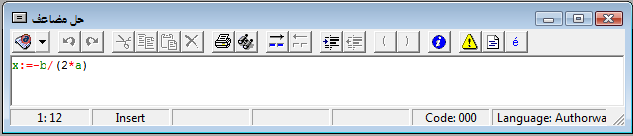 حل مضاعف
x:=-b/(2*a)
1: 12 Insert Code: 000 Language: Authorwa